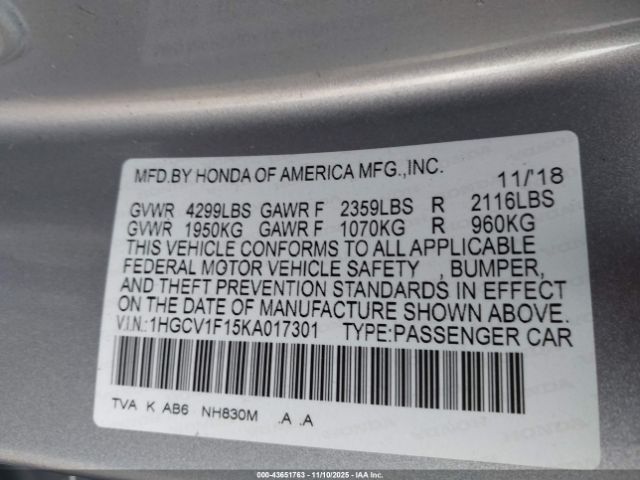 MFD.BY HONDA OF AMERICA MFG.,INC. 11/'18
GVWR 4299LBS GAWR F 2359LBS R 2116LBS
GVWR 1950KG GAWR F 1070KG R 960KG
THIS VEHICLE CONFORMS TO ALL APPLICABLE
FEDERAL MOTOR VEHICLE SAFETY , BUMPER,
AND THEFT PREVENTION STANDARDS IN EFFECT
ON THE DATE OF MANUFACTURE SHOWN ABOVE.
V.I.N.:1HGCV1F15KA017301 TYPE:PASSENGER CAR
TVA K AB6 NH830M .A .A
000-43651763 - 11/10/2025 - IAAI.COM